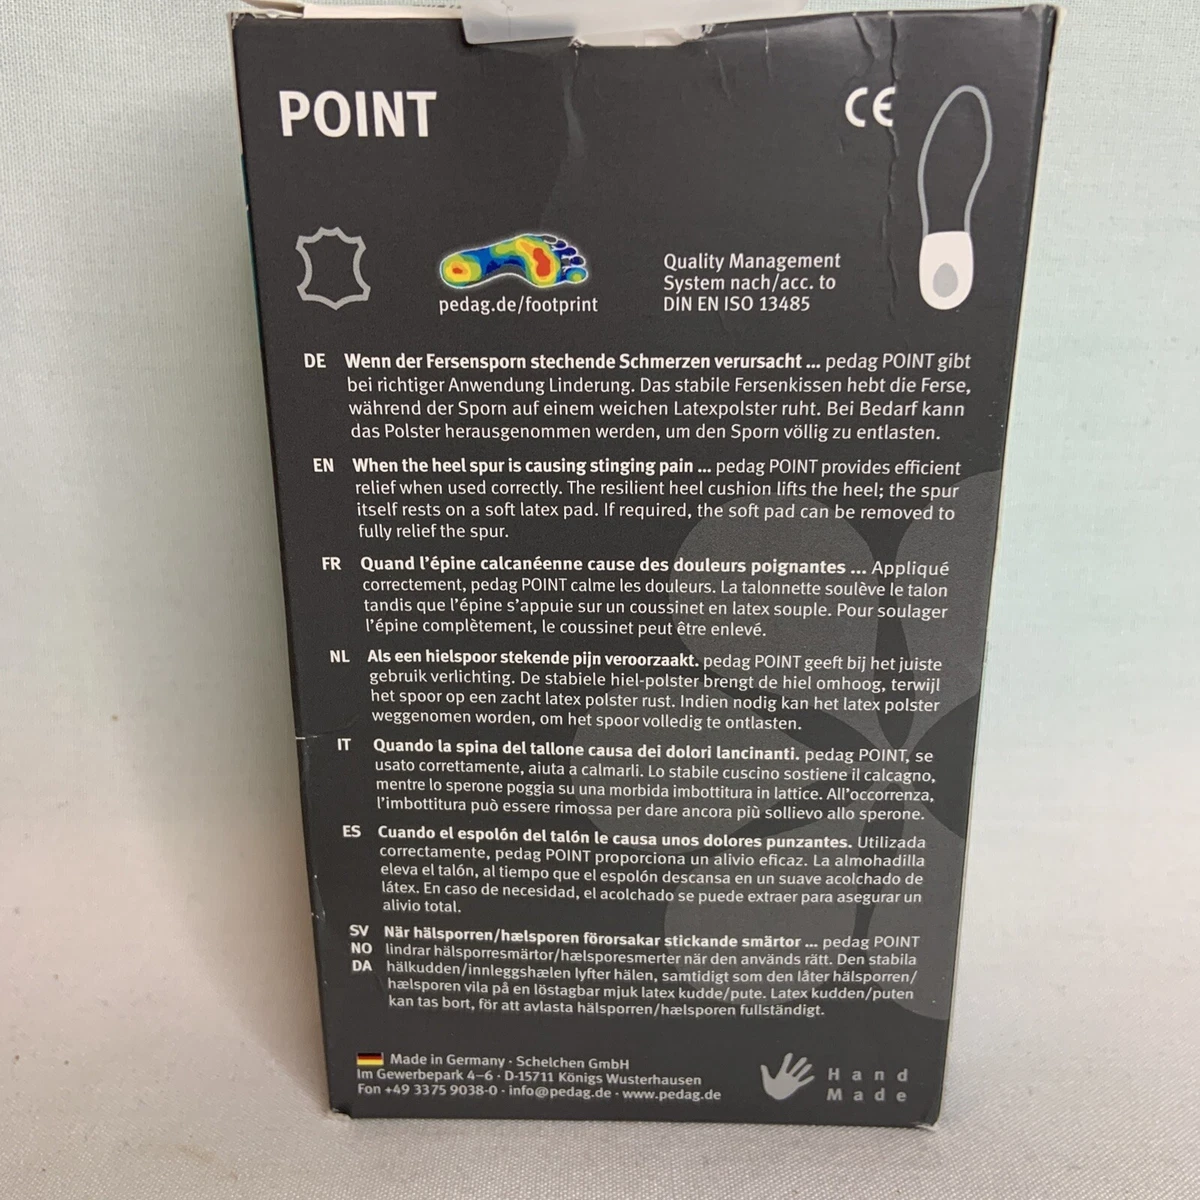 POINT
CE
pedag.de/footprint
Quality Management
System nach/acc. to
DIN EN ISO 13485
DE Wenn der Fersensporn stechende Schmerzen verursacht ... pedag POINT gibt
bei richtiger Anwendung Linderung. Das stabile Fersenkissen hebt die Ferse,
während der Sporn auf einem weichen Latexpolster ruht. Bei Bedarf kann
das Polster herausgenommen werden, um den Sporn völlig zu entlasten.
EN When the heel spur is causing stinging pain ... pedag POINT provides efficient
relief when used correctly. The resilient heel cushion lifts the heel; the spur
itself rests on a soft latex pad. If required, the soft pad can be removed to
fully relief the spur.
FR Quand l'épine calcanéenne cause des douleurs poignantes ... Appliqué
correctement, pedag POINT calme les douleurs. La talonnette soulève le talon
tandis que l'épine s'appuie sur un coussinet en latex souple. Pour soulager
l'épine complètement, le coussinet peut être enlevé.
NL Als een hielspoor stekende pijn veroorzaakt. pedag POINT geeft bij het juiste
gebruik verlichting. De stabiele hiel-polster brengt de hiel omhoog, terwijl
het spoor op een zacht latex polster rust. Indien nodig kan het latex polster
weggenomen worden, om het spoor volledig te ontlasten.
IT Quando la spina del tallone causa dei dolori lancinanti. pedag POINT, se
usato correttamente, aiuta a calmarli. Lo stabile cuscino sostiene il calcagno,
mentre lo sperone poggia su una morbida imbottitura in lattice. All'occorrenza,
l'imbottitura può essere rimossa per dare ancora più sollievo allo sperone.
ES Cuando el espolón del talón le causa unos dolores punzantes. Utilizada
correctamente, pedag POINT proporciona un alivio eficaz. La almohadilla
eleva el talón, al tiempo que el espolón descansa en un suave acolchado de
látex. En caso de necesidad, el acolchado se puede extraer para asegurar un
alivio total.
SV När hälsporren/hælsporen förorsakar stickande smärtor ... pedag POINT
NO lindrar hälsporresmärtor/hælsporesmerter när den används rätt. Den stabila
DA hälkudden/innleggshælen lyfter hälen, samtidigt som den låter hälsporren/
hælsporen vila på en löstagbar mjuk latex kudde/pute. Latex kudden/puten
kan tas bort, för att avlasta hälsporren/hælsporen fullständigt.
Made in Germany · Schelchen GmbH
Im Gewerbepark 4–6 · D-15711 Königs Wusterhausen
Fon +49 3375 9038-0 · info@pedag.de · www.pedag.de
Hand
Made